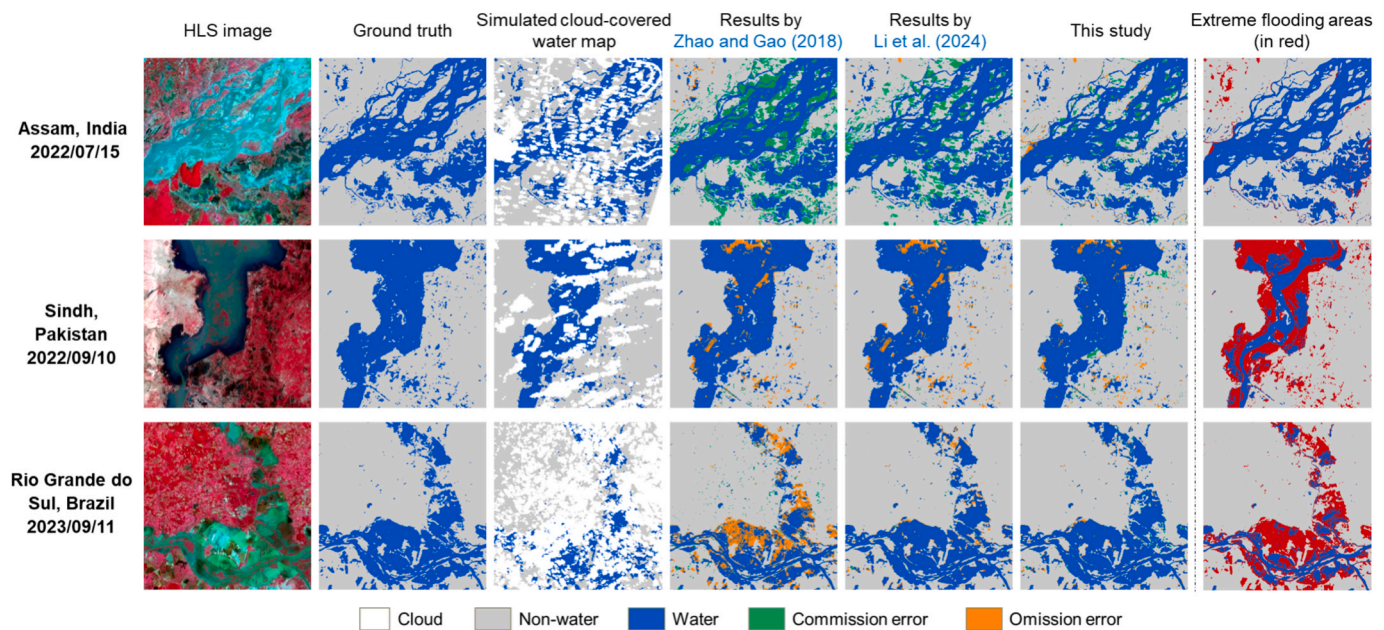 HLS image
Ground truth
Simulated cloud-covered
water map
Results by
Zhao and Gao (2018)
Results by
Li et al. (2024)
This study
Extreme flooding areas
(in red)
Assam, India
2022/07/15
Sindh,
Pakistan
2022/09/10
Rio Grande do
Sul, Brazil
2023/09/11
Cloud
Non-water
Water
Commission error
Omission error